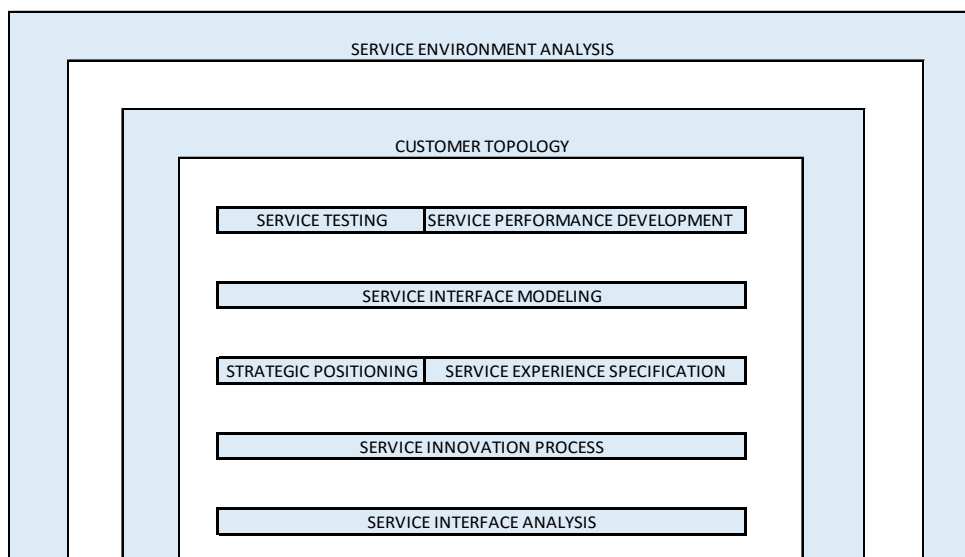 SERVICE ENVIRONMENT ANALYSIS
CUSTOMER TOPOLOGY
SERVICE TESTING SERVICE PERFORMANCE DEVELOPMENT
SERVICE INTERFACE MODELING
STRATEGIC POSITIONING SERVICE EXPERIENCE SPECIFICATION
SERVICE INNOVATION PROCESS
SERVICE INTERFACE ANALYSIS